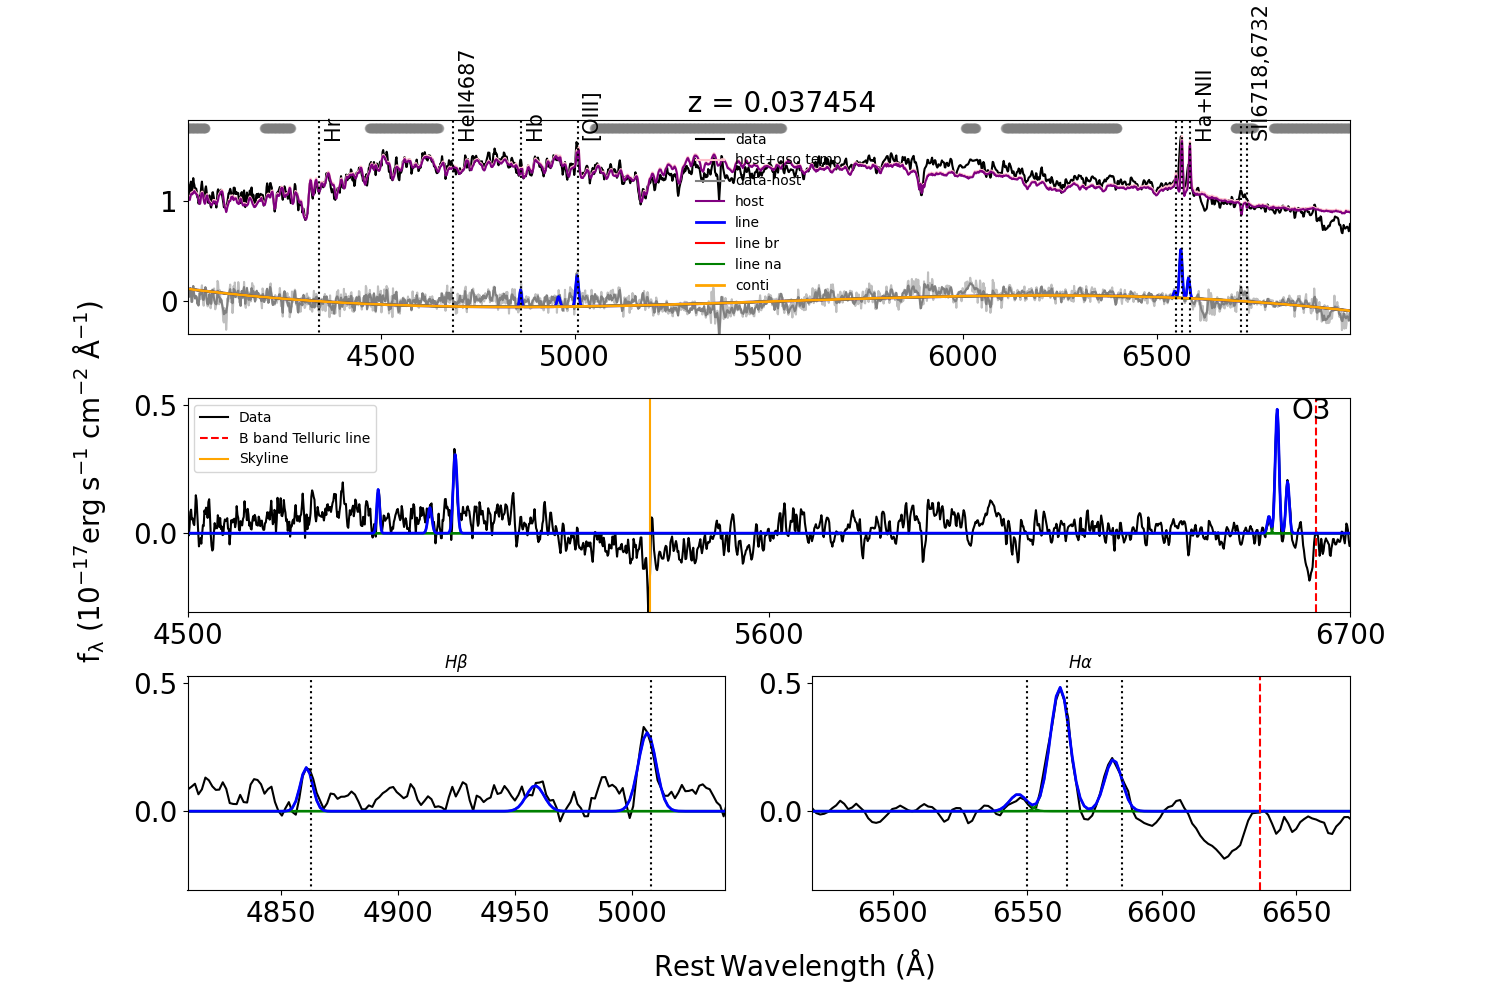 z = 0.037454
Hr
HeII4687
Hb
[OIII]
Ha+NII
SII6718,6732
data
host+qso temp
data-host
host
line
line br
line na
conti
1
0
4500
5000
5500
6000
6500
fλ (10−17erg s−1 cm−2 Å−1)
Data
B band Telluric line
Skyline
O3
0.5
0.0
4500
5600
6700
Hβ
0.5
0.0
4850
4900
4950
5000
Hα
0.5
0.0
6500
6550
6600
6650
Rest Wavelength (Å)